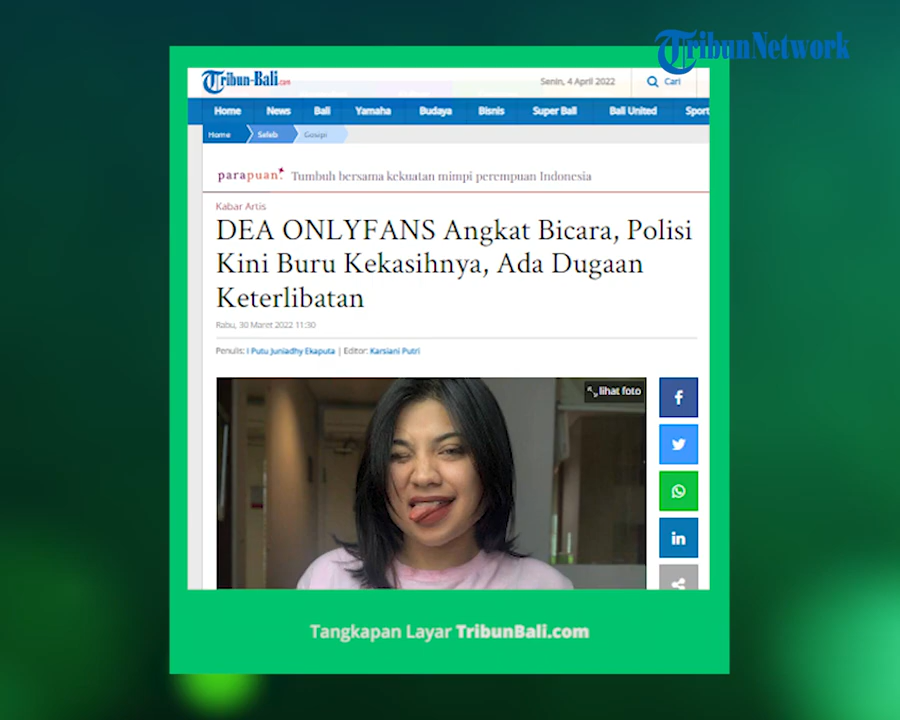 TribunNetwork
Tribun-Bali.com
Senin, 4 April 2022
Cari
Home News Bali Yamaha Budaya Bisnis Super Ball Bali United Sport
Home Seleb Gosipi
parapuan. Tumbuh bersama kekuatan mimpi perempuan Indonesia
Kabar Artis
DEA ONLYFANS Angkat Bicara, Polisi
Kini Buru Kekasihnya, Ada Dugaan
Keterlibatan
Rabu, 30 Maret 2022 11:30
Penulis: I Putu Juniadhy Ekaputa | Editor: Karsiani Putri
lihat foto
Tangkapan Layar TribunBali.com